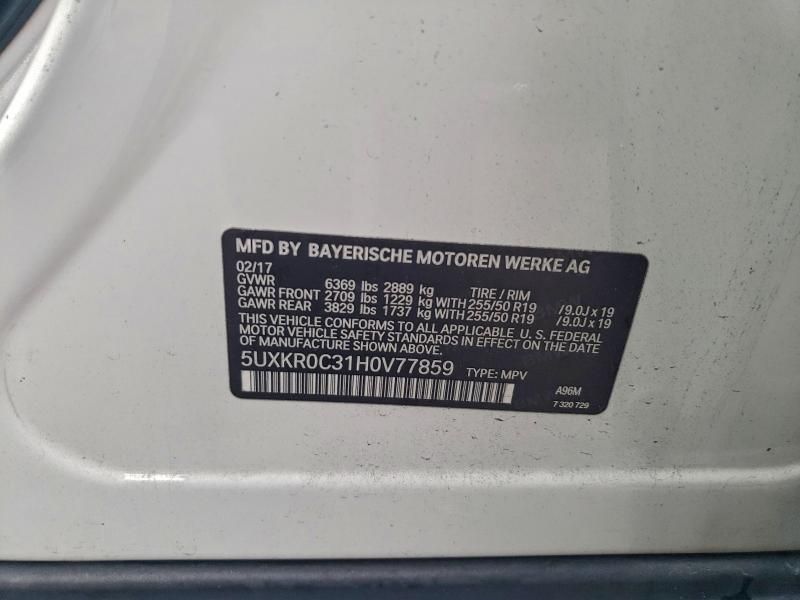 MFD BY BAYERISCHE MOTOREN WERKE AG
02/17
GVWR 6369 lbs 2889 kg TIRE / RIM
GAWR FRONT 2709 lbs 1229 kg WITH 255/50 R19 / 9.0J x 19
GAWR REAR 3829 lbs 1737 kg WITH 255/50 R19 / 9.0J x 19
THIS VEHICLE CONFORMS TO ALL APPLICABLE U. S. FEDERAL
MOTOR VEHICLE SAFETY STANDARDS IN EFFECT ON THE DATE
OF MANUFACTURE SHOWN ABOVE.
5UXKR0C31H0V77859 TYPE: MPV
A96M
7 320 729